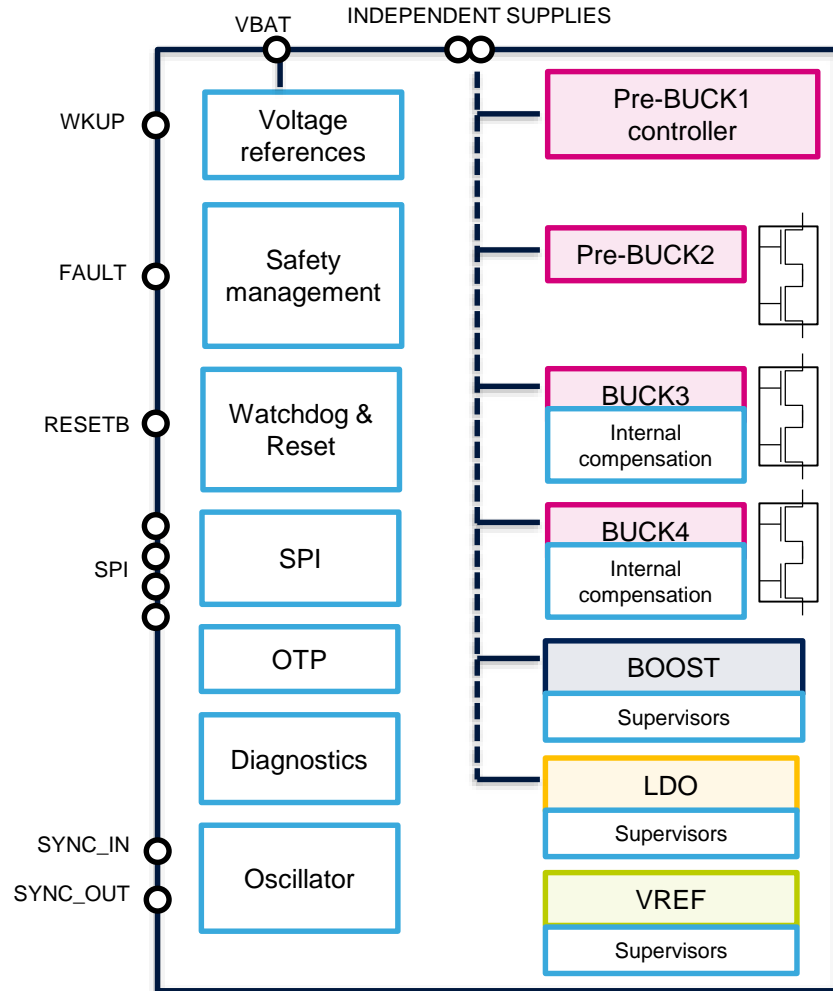 INDEPENDENT SUPPLIES
VBAT
WKUP
FAULT
RESETB
SPI
SYNC_IN
SYNC_OUT
Voltage
references
Safety
management
Watchdog &
Reset
SPI
OTP
Diagnostics
Oscillator
Pre-BUCK1
controller
Pre-BUCK2
BUCK3
Internal
compensation
BUCK4
Internal
compensation
BOOST
Supervisors
LDO
Supervisors
VREF
Supervisors